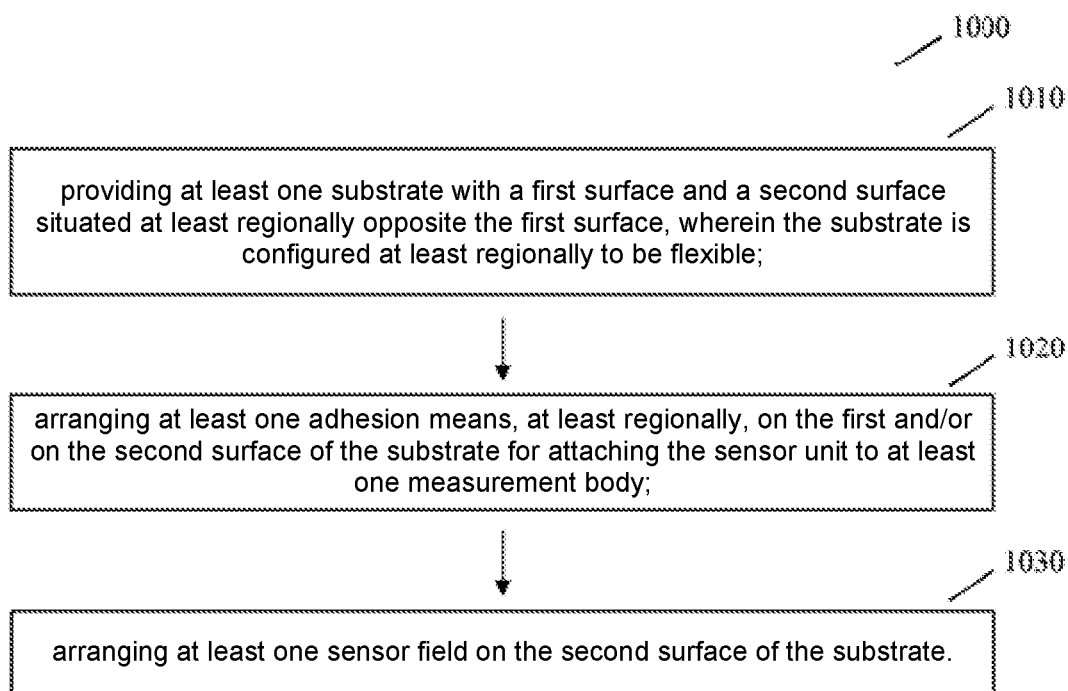 1000
1010
providing at least one substrate with a first surface and a second surface
situated at least regionally opposite the first surface, wherein the substrate is
configured at least regionally to be flexible;
1020
arranging at least one adhesion means, at least regionally, on the first and/or
on the second surface of the substrate for attaching the sensor unit to at least
one measurement body;
1030
arranging at least one sensor field on the second surface of the substrate.